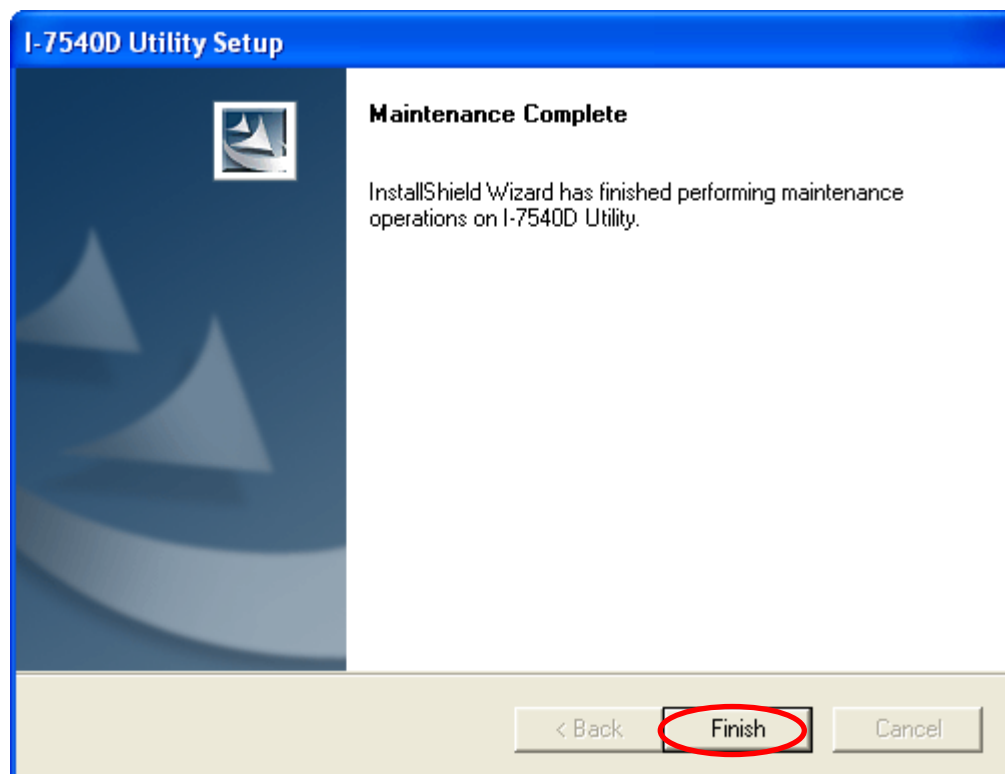 I-7540D Utility Setup
Maintenance Complete
InstallShield Wizard has finished performing maintenance
operations on I-7540D Utility.
< Back Finish Cancel